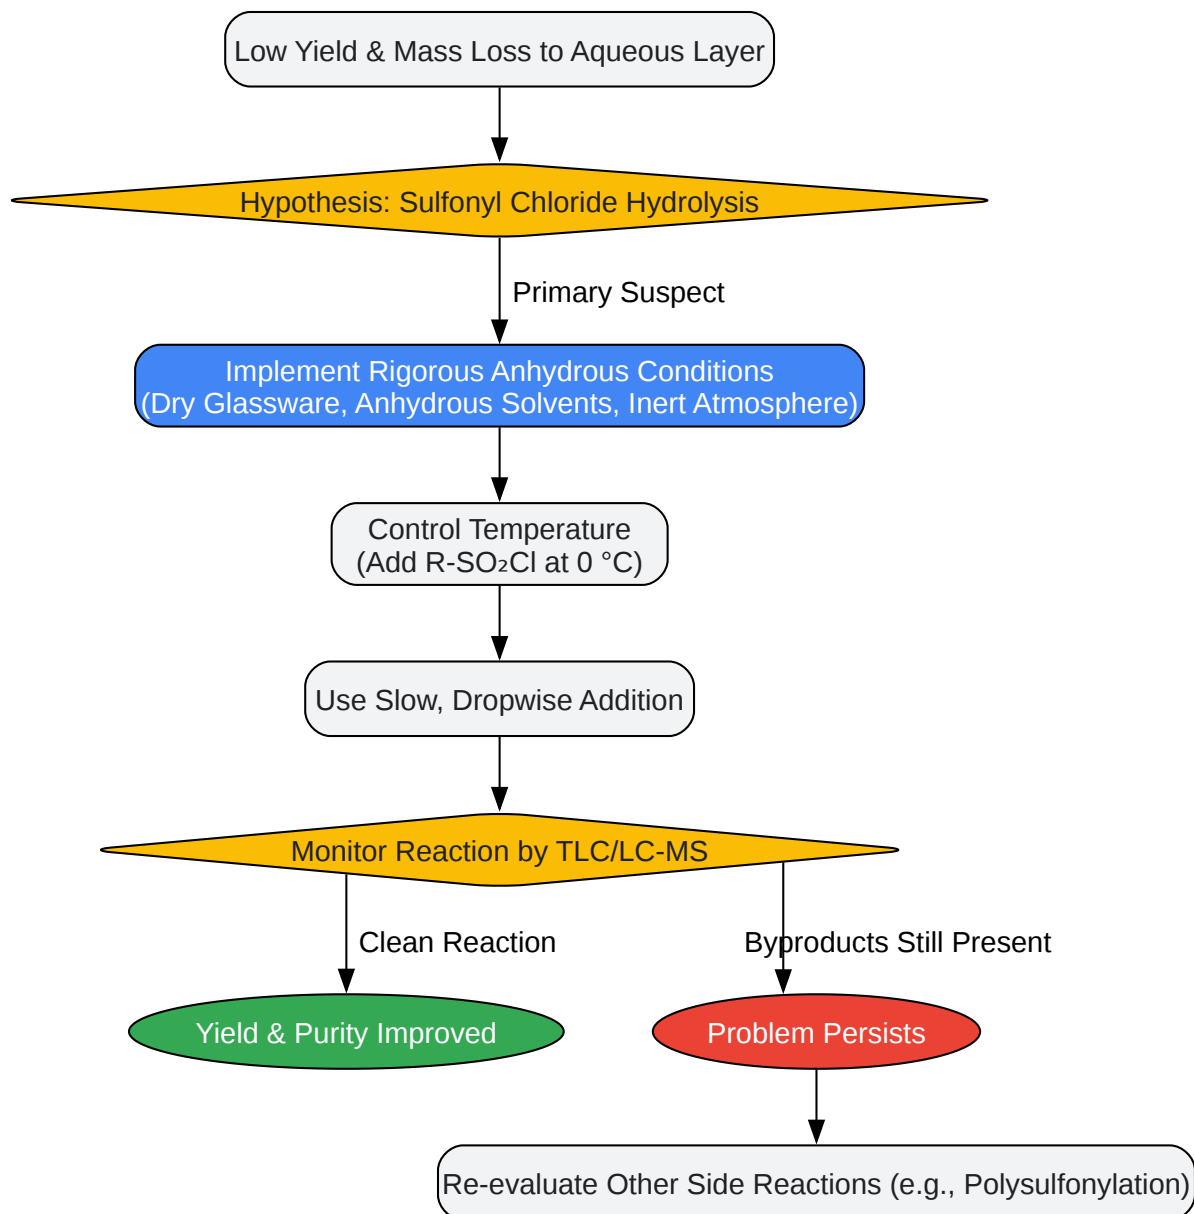 Low Yield & Mass Loss to Aqueous Layer
Hypothesis: Sulfonyl Chloride Hydrolysis
Primary Suspect
Implement Rigorous Anhydrous Conditions
(Dry Glassware, Anhydrous Solvents, Inert Atmosphere)
Control Temperature
(Add R-SO₂Cl at 0 °C)
Use Slow, Dropwise Addition
Monitor Reaction by TLC/LC-MS
Clean Reaction
Byproducts Still Present
Yield & Purity Improved
Problem Persists
Re-evaluate Other Side Reactions (e.g., Polysulfonylation)